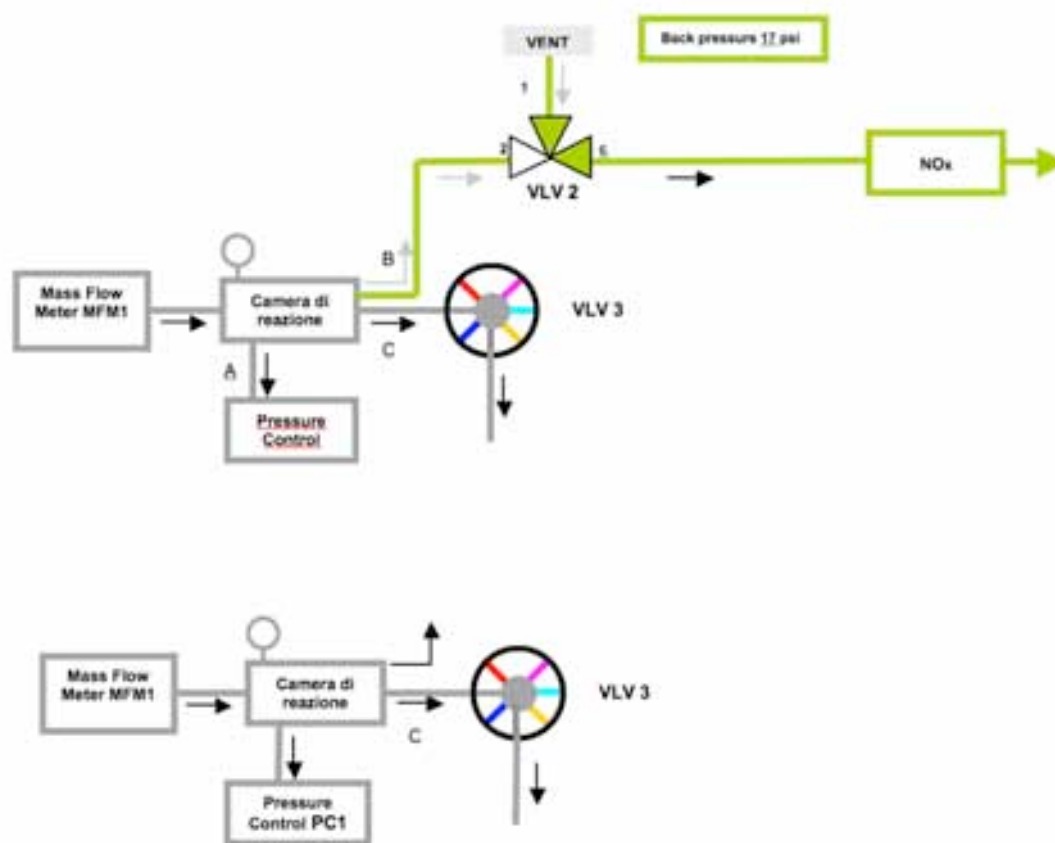 VENT
Back pressure 17 psi
1
2
6
NOx
VLV 2
B
Mass Flow
Meter MFM1
Camera di
reazione
VLV 3
C
A
Pressure
Control
Mass Flow
Meter MFM1
Camera di
reazione
VLV 3
C
Pressure
Control PC1